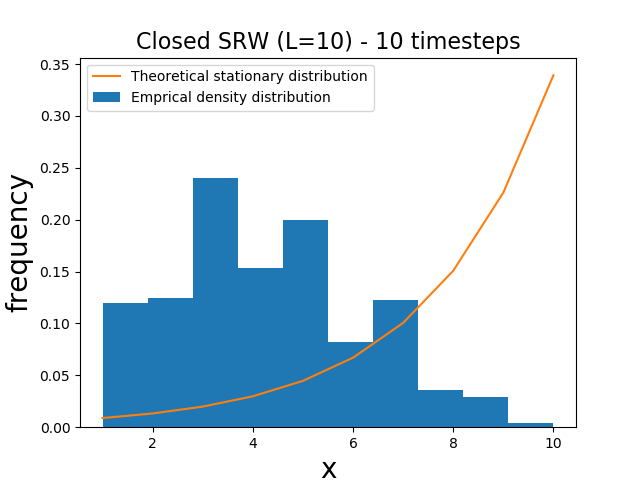 Closed SRW (L=10) - 10 timesteps
Theoretical stationary distribution
Emprical density distribution
0.35
0.30
0.25
0.20
0.15
0.10
0.05
0.00
frequency
2 4 6 8 10
x